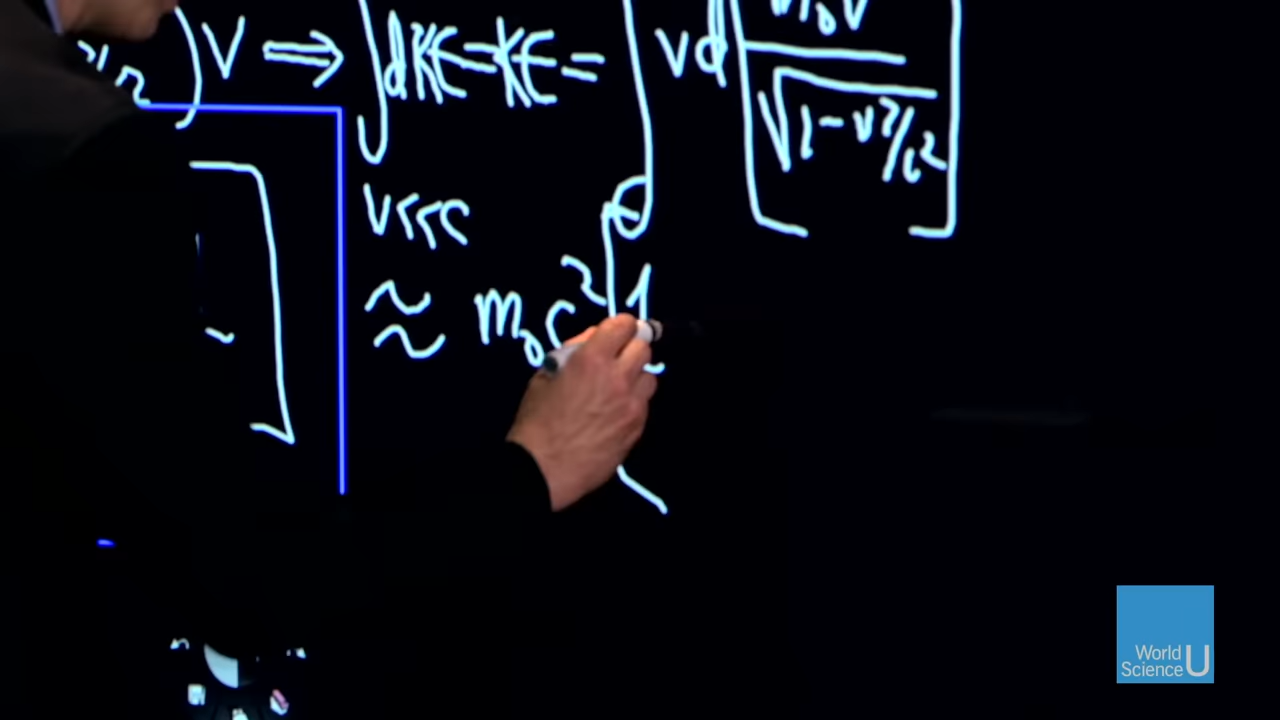 )V ⇒ ∫dKE=KE= ∫ v d [ m₀v / √1-v²/c² ]
v<<c
≈ m₀c² [ 1
World
Science U